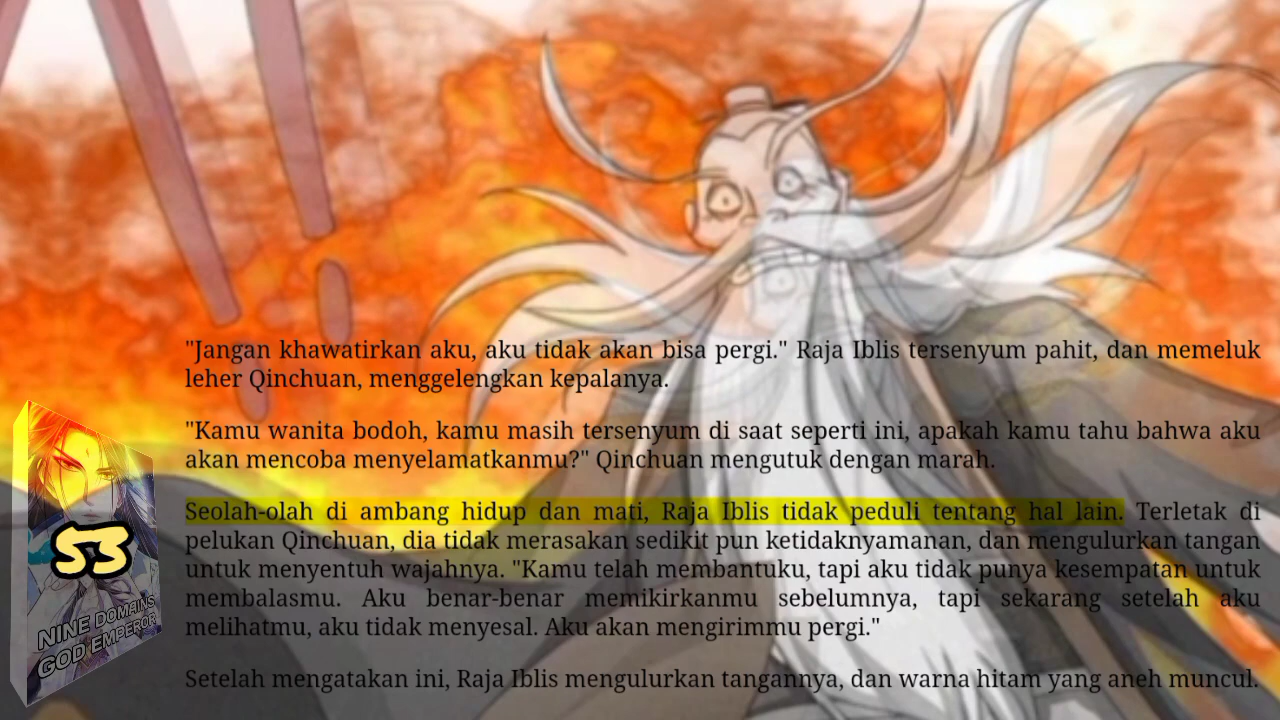 "Jangan khawatirkan aku, aku tidak akan bisa pergi." Raja Iblis tersenyum pahit, dan memeluk
leher Qinchuan, menggelengkan kepalanya.
"Kamu wanita bodoh, kamu masih tersenyum di saat seperti ini, apakah kamu tahu bahwa aku
akan mencoba menyelamatkanmu?" Qinchuan mengutuk dengan marah.
Seolah-olah di ambang hidup dan mati, Raja Iblis tidak peduli tentang hal lain. Terletak di
pelukan Qinchuan, dia tidak merasakan sedikit pun ketidaknyamanan, dan mengulurkan tangan
untuk menyentuh wajahnya. "Kamu telah membantuku, tapi aku tidak punya kesempatan untuk
membalasmu. Aku benar-benar memikirkanmu sebelumnya, tapi sekarang setelah aku
melihatmu, aku tidak menyesal. Aku akan mengirimmu pergi."
Setelah mengatakan ini, Raja Iblis mengulurkan tangannya, dan warna hitam yang aneh muncul.
53
NINE DOMAINS
GOD EMPEROR